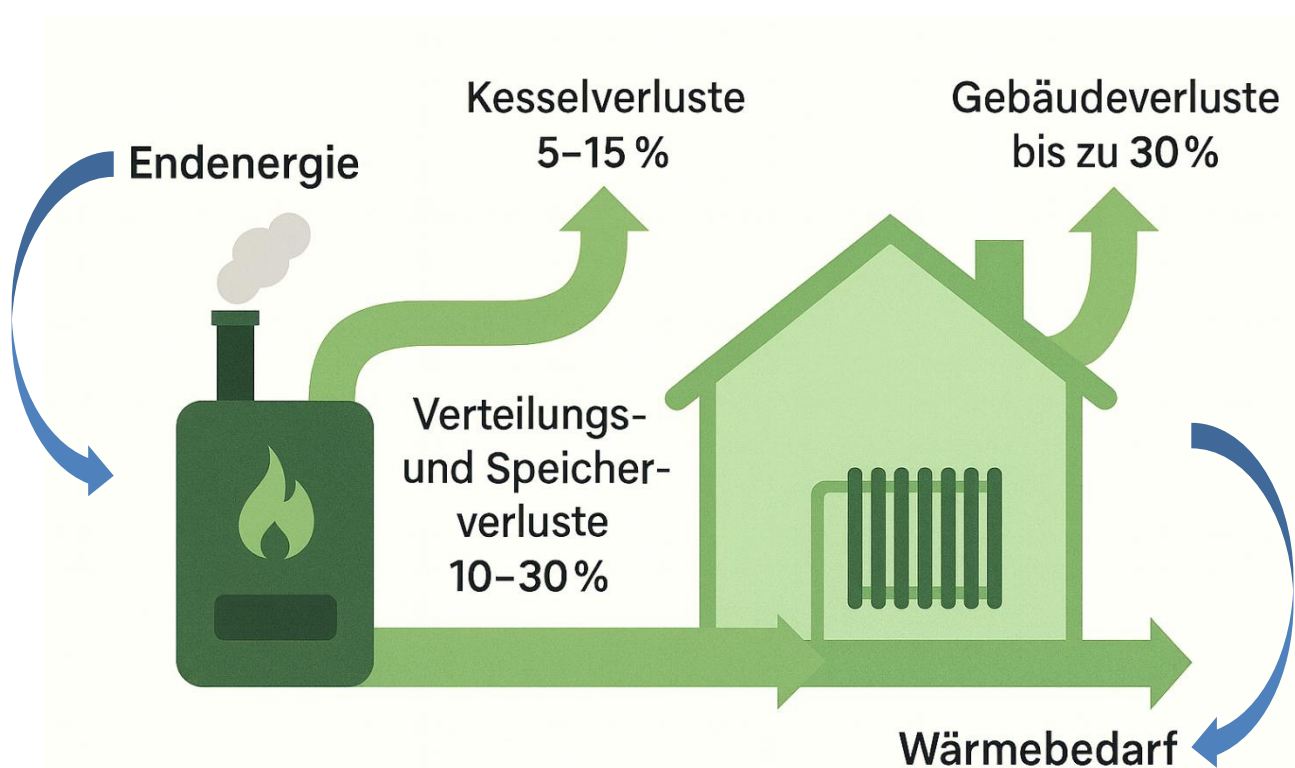 Kesselverluste
5–15 %
Gebäudeverluste
bis zu 30 %
Endenergie
Verteilungs-
und Speicher-
verluste
10–30 %
Wärmebedarf